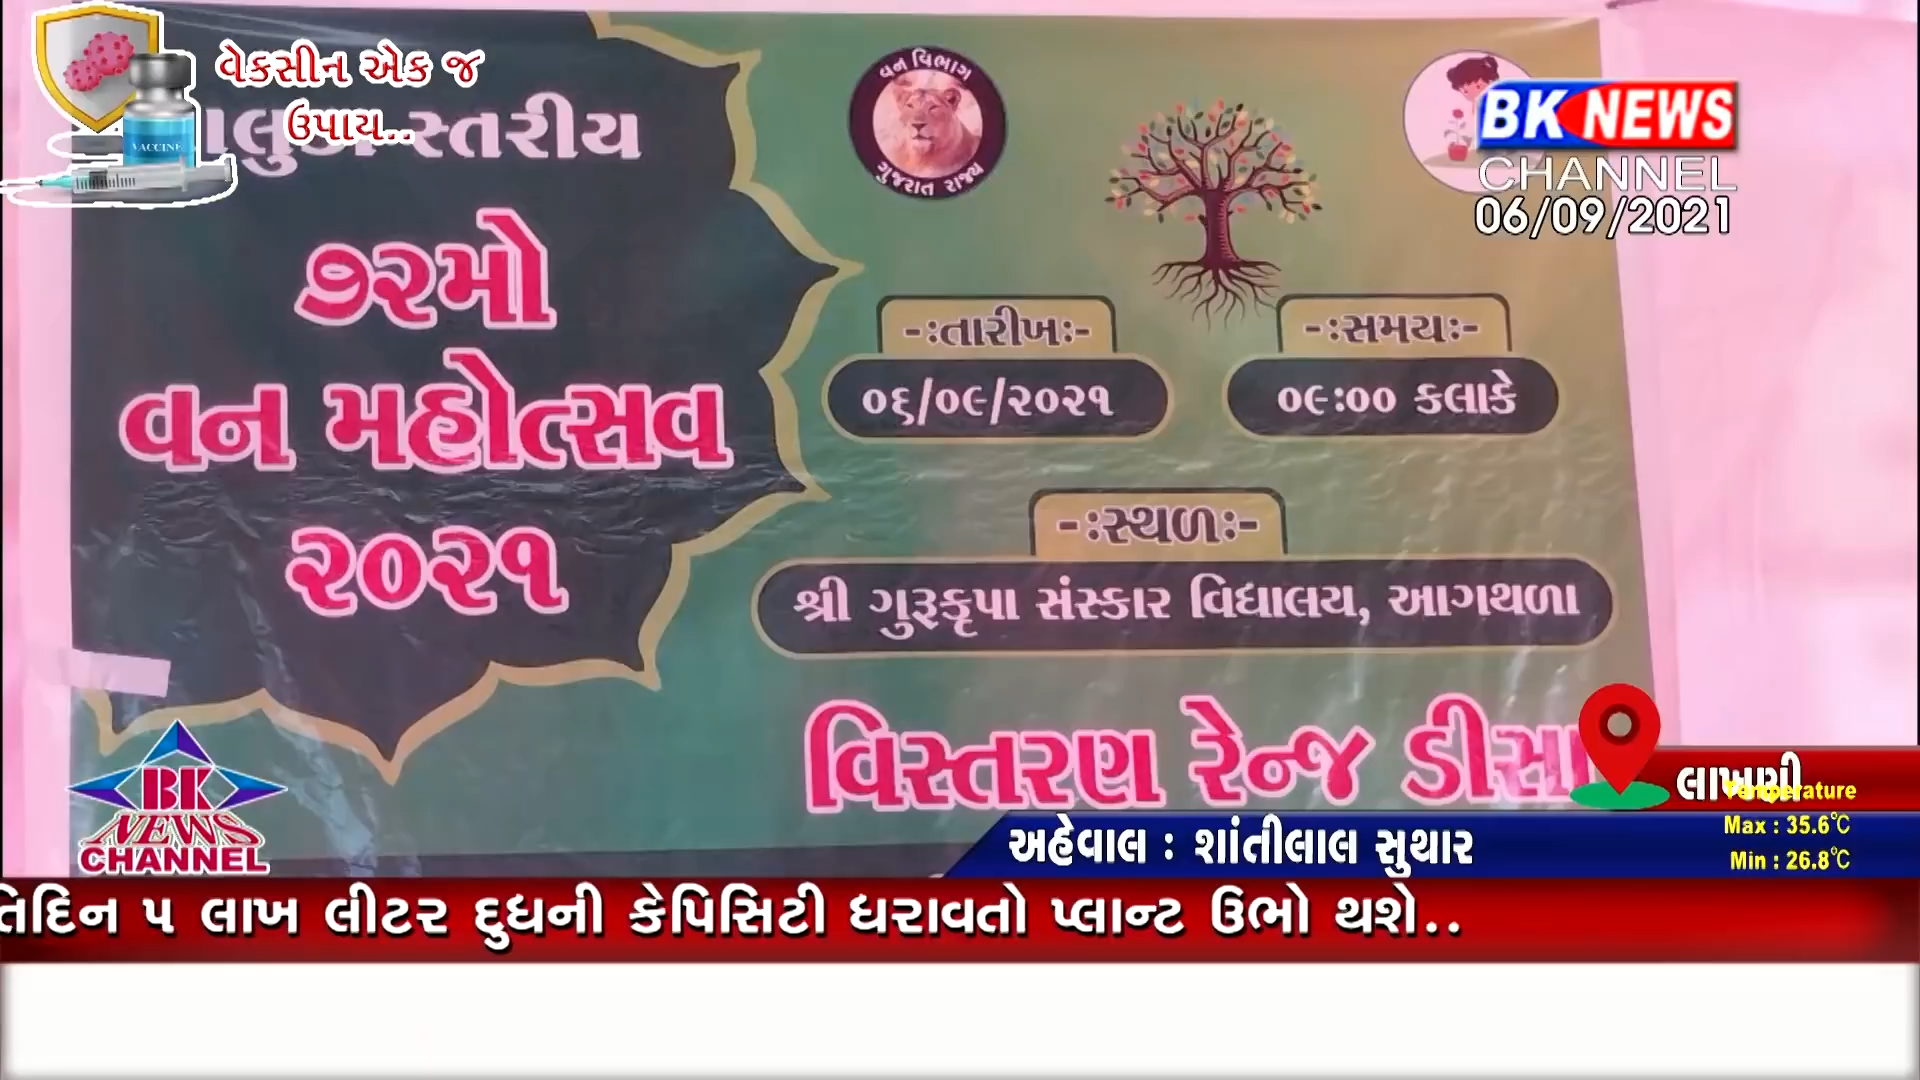 વેક્સીન એક જ
ઉપાય..
VACCINE
સ્તરીય
૭૨મો
વન મહોત્સવ
૨૦૨૧
વન વિભાગ
ગુજરાત રાજ્ય
BK NEWS
CHANNEL
06/09/2021
-:તારીખ:-
૦૬/૦૯/૨૦૨૧
-:સમય:-
૦૯:૦૦ કલાકે
-:સ્થળ:-
શ્રી ગુરૂકૃપા સંસ્કાર વિદ્યાલય, આગથળા
વિસ્તરણ રેન્જ ડીસા
BK
NEWS
CHANNEL
લાખણી
Temperature
Max : 35.6℃
Min : 26.8℃
અહેવાલ : શાંતીલાલ સુથાર
૫ લાખ લીટર દુધની કેપિસિટી ધરાવતો પ્લાન્ટ ઉભો થશે..